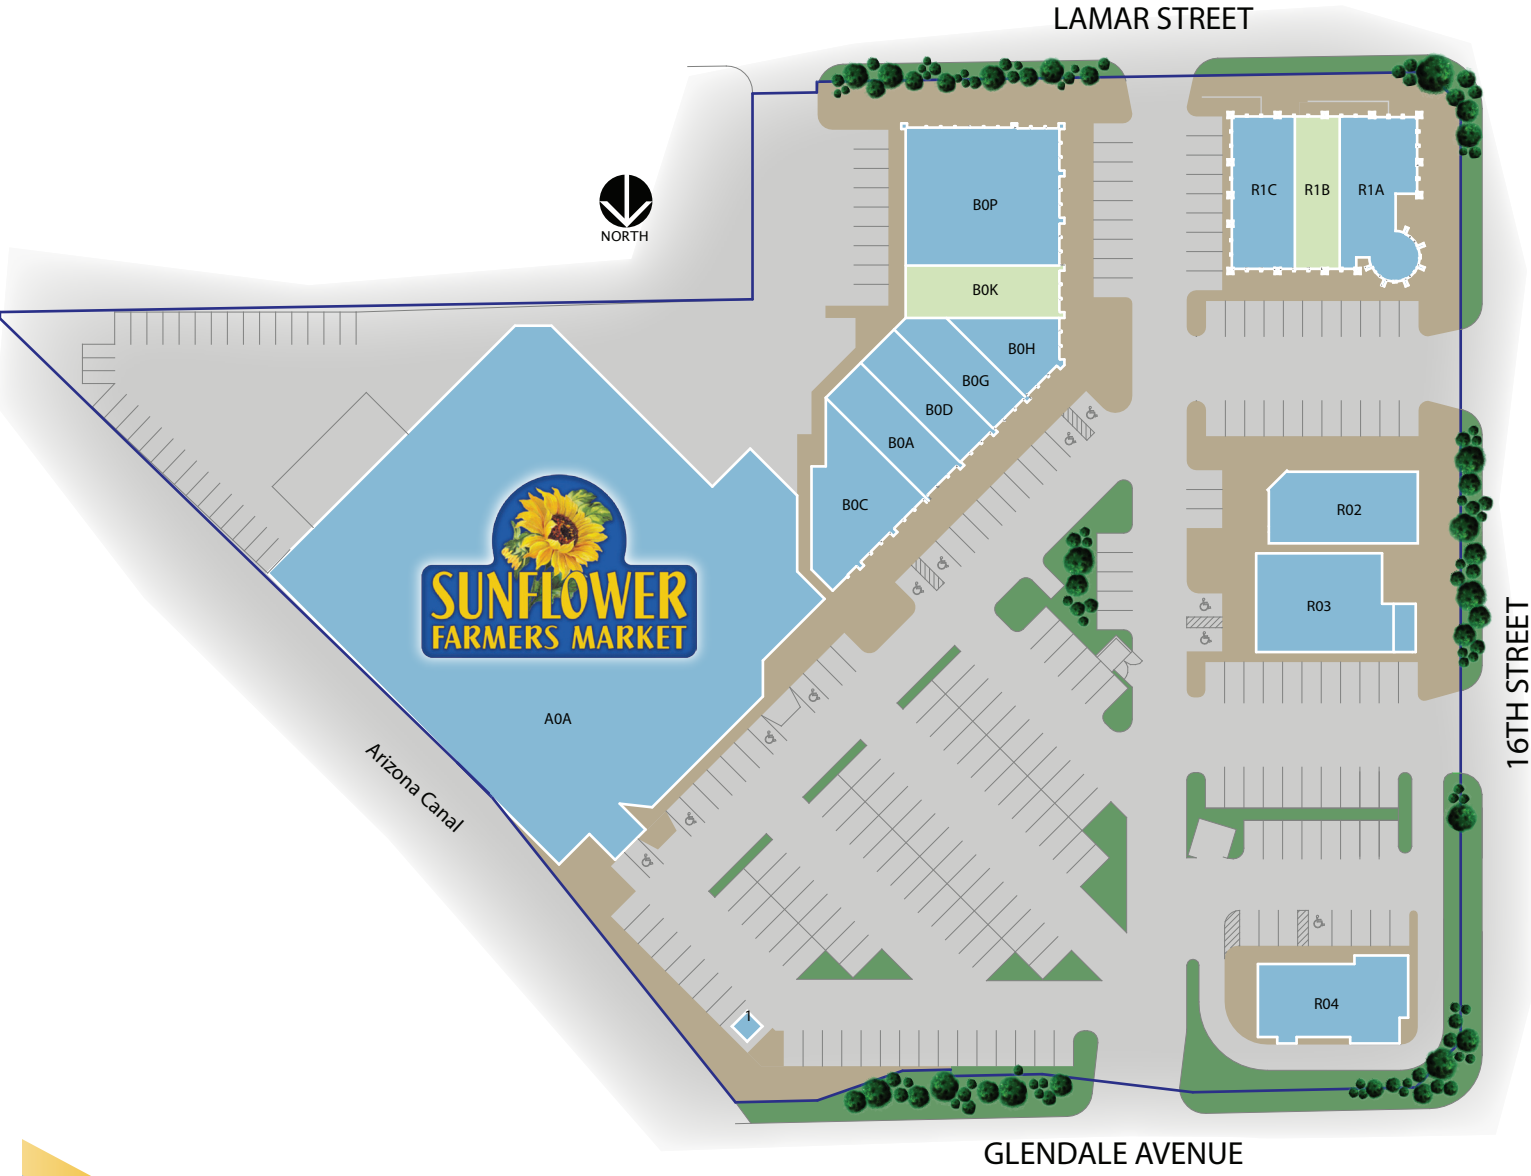 LAMAR STREET
R1C
R1B
R1A
B0P
NORTH
B0K
B0H
B0G
B0D
B0A
B0C
R02
R03
SUNFLOWER
FARMERS MARKET
A0A
16TH STREET
Arizona Canal
R04
1
GLENDALE AVENUE